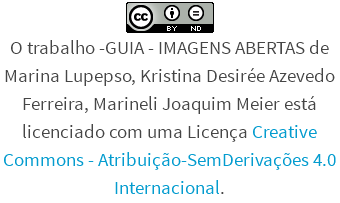 cc BY ND
O trabalho -GUIA - IMAGENS ABERTAS de
Marina Lupepso, Kristina Desirée Azevedo
Ferreira, Marineli Joaquim Meier está
licenciado com uma Licença Creative
Commons - Atribuição-SemDerivações 4.0
Internacional.